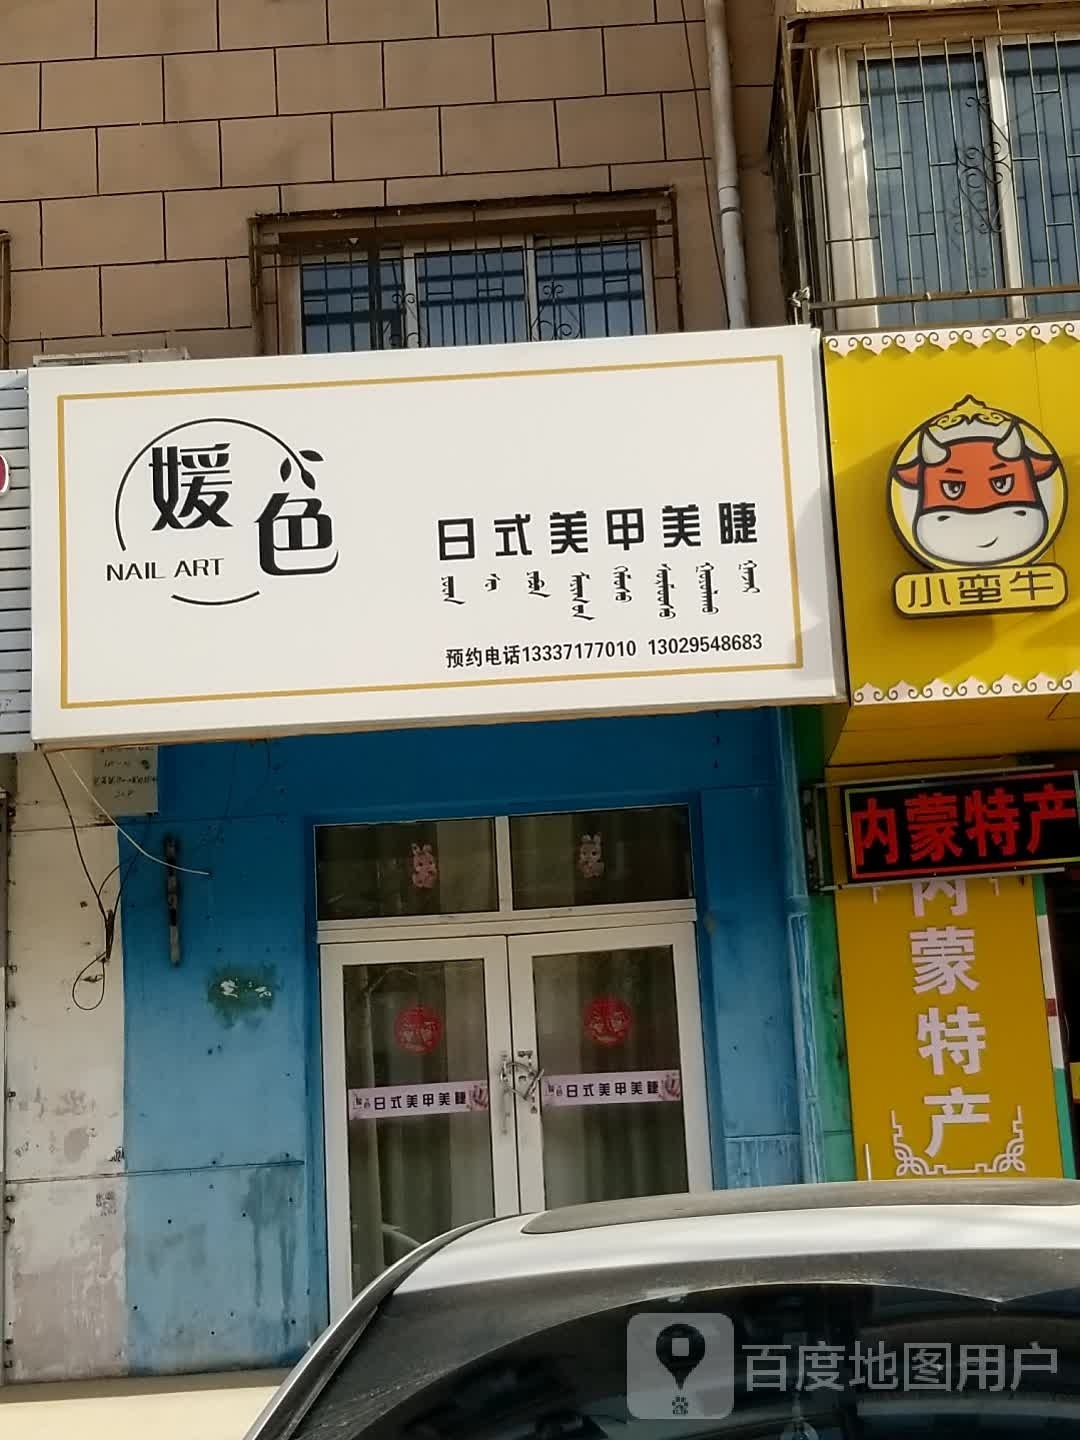 媛色
NAIL ART
日式美甲美睫
预约电话13337177010 13029548683
小蛮牛
内蒙特产
内蒙特产
日式美甲美睫
日式美甲美睫
百度地图用户